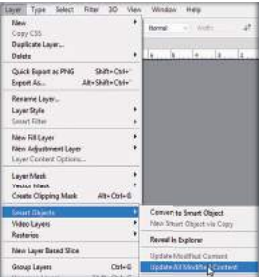 Layer Type Select Filter 3D View Window Help
New
Copy CSS
Duplicate Layer...
Delete
Normal
Quick Export as PNG Shift+Ctrl+'
Export As... Alt+Shift+Ctrl+'
Rename Layer...
Layer Style
Smart Filter
New Fill Layer
New Adjustment Layer
Layer Content Options...
Layer Mask
Vector Mask
Create Clipping Mask Alt+Ctrl+G
Smart Objects
Video Layers
Rasterize
New Layer Based Slice
Group Layers Ctrl+G
Convert to Smart Object
New Smart Object via Copy
Reveal In Explorer
Update Modified Content
Update All Modified Content